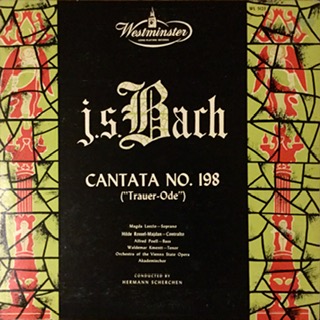 Westminster
j.s.Bach
CANTATA NO. 198
("Trauer-Ode")
Magda Laszlo—Soprano
Hilde Rossel-Majdan—Contralto
Alfred Poell—Bass
Waldemar Kmentt—Tenor
Orchestra of the Vienna State Opera
Akademiechor
CONDUCTED BY
HERMANN SCHERCHEN